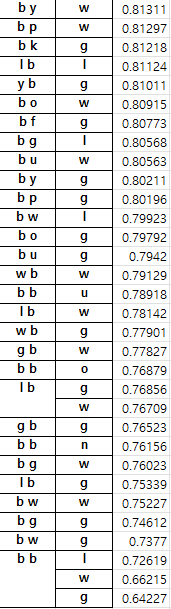 b y w 0.81311
b p w 0.81297
b k g 0.81218
l b l 0.81124
y b g 0.81011
b o w 0.80915
b f g 0.80773
b g l 0.80568
b u w 0.80563
b y g 0.80211
b p g 0.80196
b w l 0.79923
b o g 0.79792
b u g 0.7942
w b w 0.79129
b b u 0.78918
l b w 0.78142
w b g 0.77901
g b w 0.77827
b b o 0.76879
l b g 0.76856
w 0.76709
g b g 0.76523
b b n 0.76156
b g w 0.76023
l b g 0.75339
b w w 0.75227
b g g 0.74612
b w g 0.7377
b b l 0.72619
w 0.66215
g 0.64227